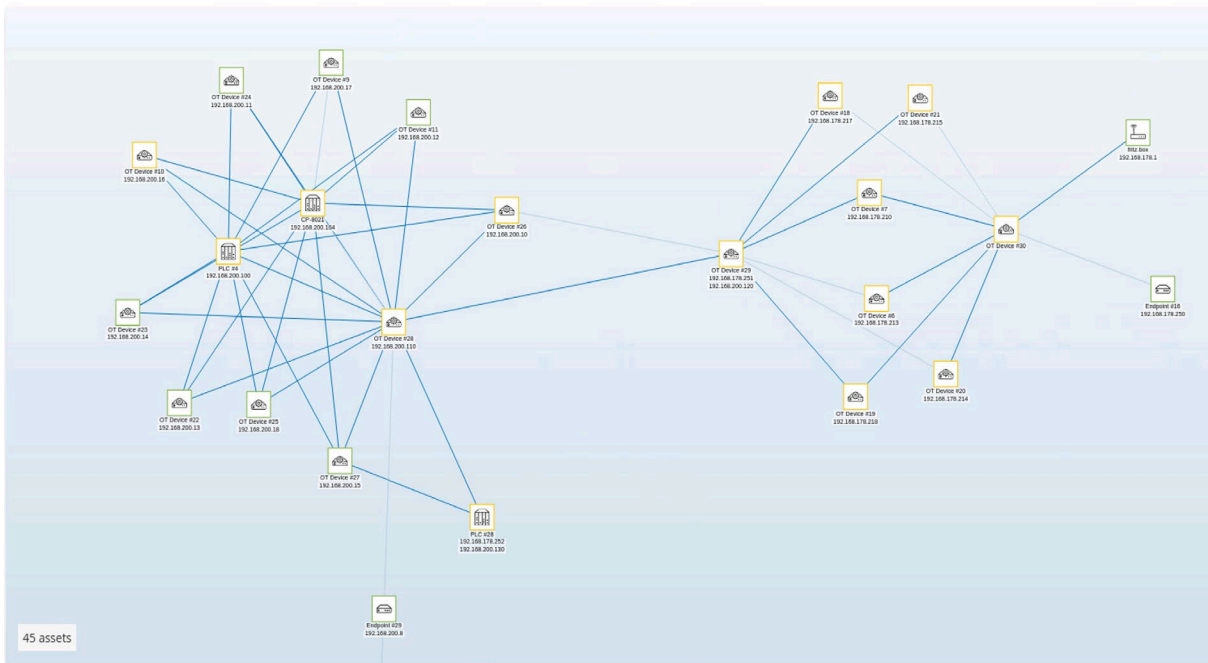 OT Device #9
192.168.200.17
OT Device #24
192.168.200.11
OT Device #11
192.168.200.12
OT Device #10
192.168.200.16
CP-8021
192.168.200.104
OT Device #26
192.168.200.10
PLC #4
192.168.200.100
OT Device #23
192.168.200.14
OT Device #28
192.168.200.110
OT Device #22
192.168.200.13
OT Device #25
192.168.200.18
OT Device #27
192.168.200.15
PLC #28
192.168.178.252
192.168.200.130
Endpoint #29
192.168.200.8
OT Device #18
192.168.178.217
OT Device #21
192.168.178.215
fritz.box
192.168.178.1
OT Device #7
192.168.178.210
OT Device #30
OT Device #29
192.168.178.251
192.168.200.120
Endpoint #16
192.168.178.250
OT Device #6
192.168.178.213
OT Device #20
192.168.178.214
OT Device #19
192.168.178.218
45 assets